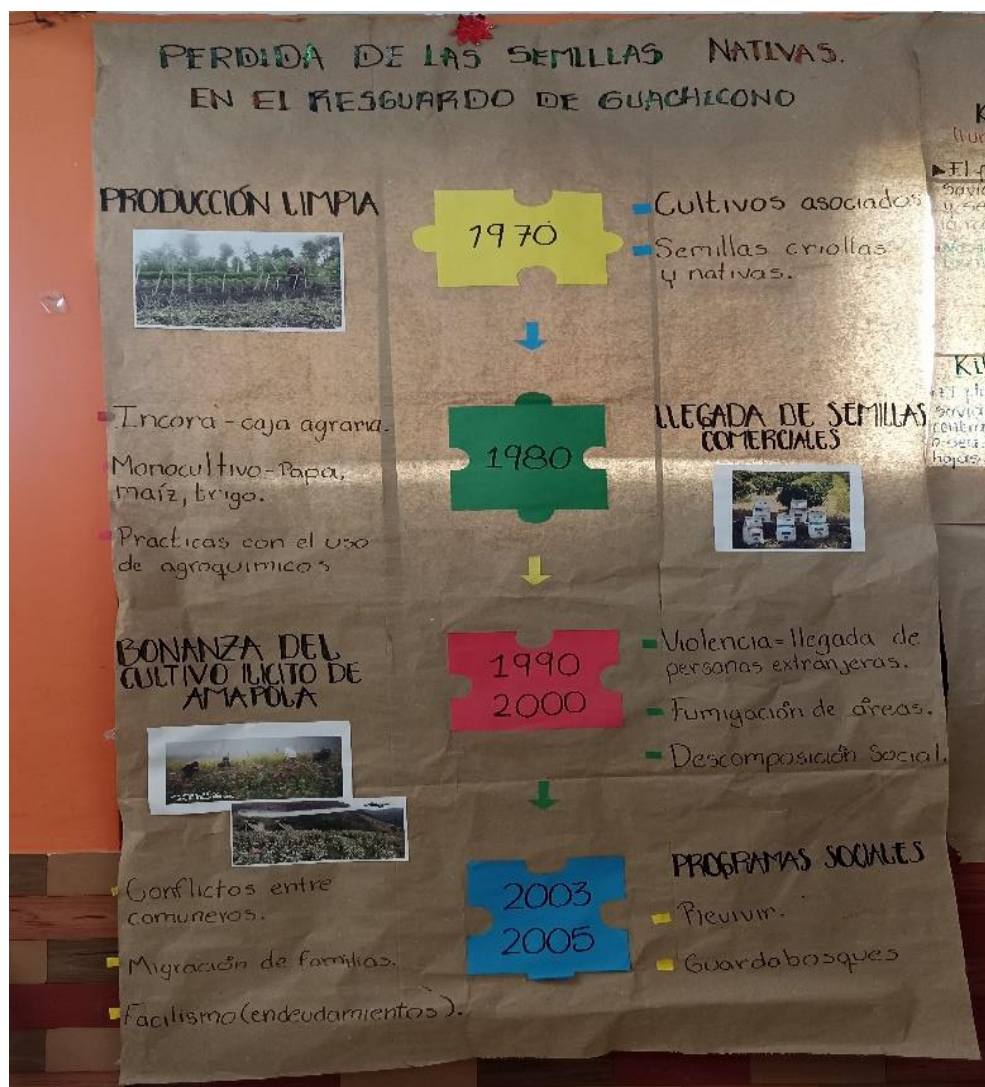 PERDIDA DE LAS SEMILLAS NATIVAS.
EN EL RESGUARDO DE GUACHICONO
PRODUCCIÓN LIMPIA
1970
Cultivos asociados
Semillas criollas
y nativas.
Incora - caja agraria.
Monocultivo - Papa,
maíz, trigo.
Practicas con el uso
de agroquimicos
1980
LLEGADA DE SEMILLAS
COMERCIALES
BONANZA DEL
CULTIVO ILICITO DE
AMAPOLA
1990
2000
Violencia = llegada de
personas extranjeras.
Fumigación de áreas.
Descomposición Social.
Conflictos entre
comuneros.
Migración de familias.
Facilismo (endeudamientos).
2003
2005
PROGRAMAS SOCIALES
Revivir.
Guardabosques